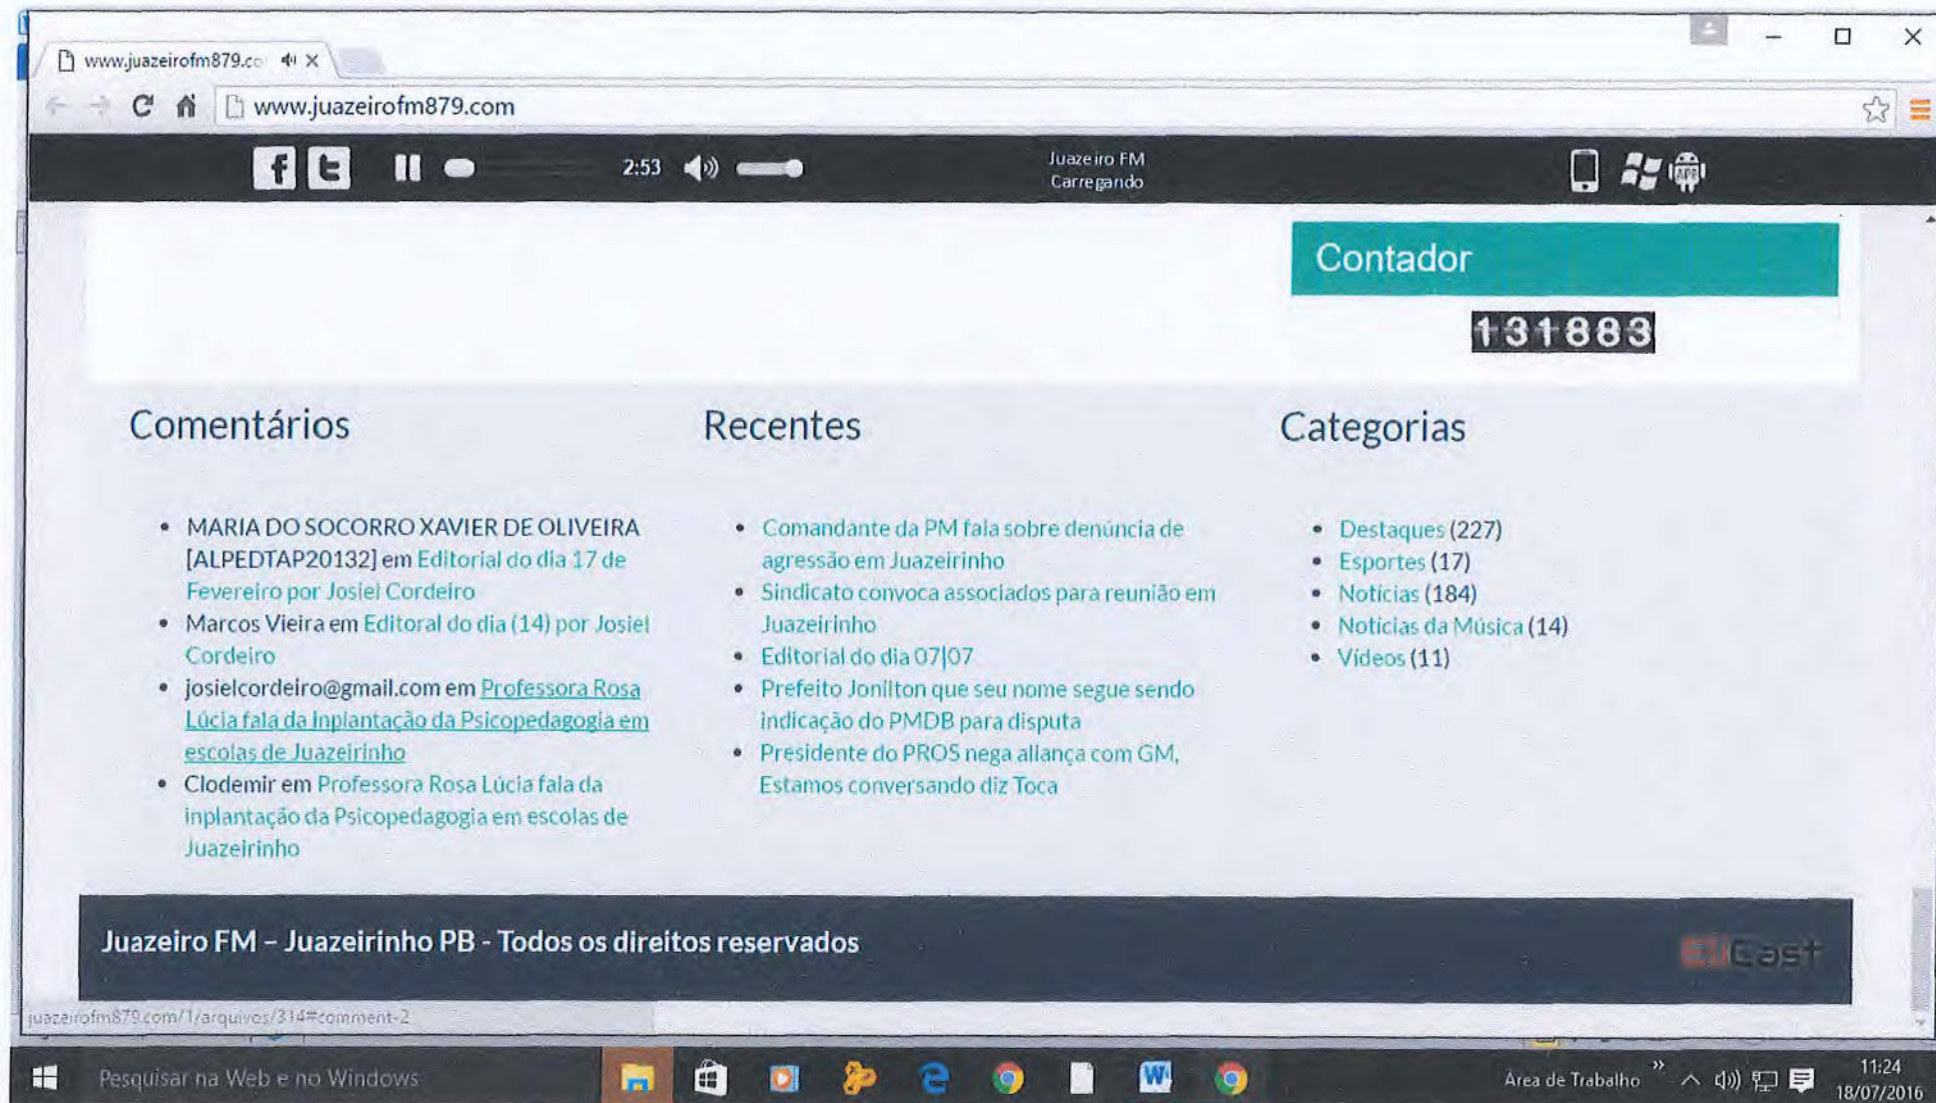 www.juazeirofm879.co
www.juazeirofm879.com
2:53
Juazeiro FM
Carregando
APP
Contador
131883
Comentários
MARIA DO SOCORRO XAVIER DE OLIVEIRA
[ALPEDTAP20132] em Editorial do dia 17 de
Fevereiro por Josiel Cordeiro
Marcos Vieira em Editoral do dia (14) por Josiel
Cordeiro
josielcordeiro@gmail.com em Professora Rosa
Lúcia fala da inplantação da Psicopedagogia em
escolas de Juazeirinho
Clodemir em Professora Rosa Lúcia fala da
inplantação da Psicopedagogia em escolas de
Juazeirinho
Recentes
Comandante da PM fala sobre denúncia de
agressão em Juazeirinho
Sindicato convoca associados para reunião em
Juazeirinho
Editorial do dia 07|07
Prefeito Jonilton que seu nome segue sendo
indicação do PMDB para disputa
Presidente do PROS nega aliança com GM,
Estamos conversando diz Toca
Categorias
Destaques (227)
Esportes (17)
Notícias (184)
Notícias da Música (14)
Vídeos (11)
Juazeiro FM – Juazeirinho PB - Todos os direitos reservados
EliCast
juazeirofm879.com/1/arquivos/314#comment-2
Pesquisar na Web e no Windows
Área de Trabalho
11:24
18/07/2016